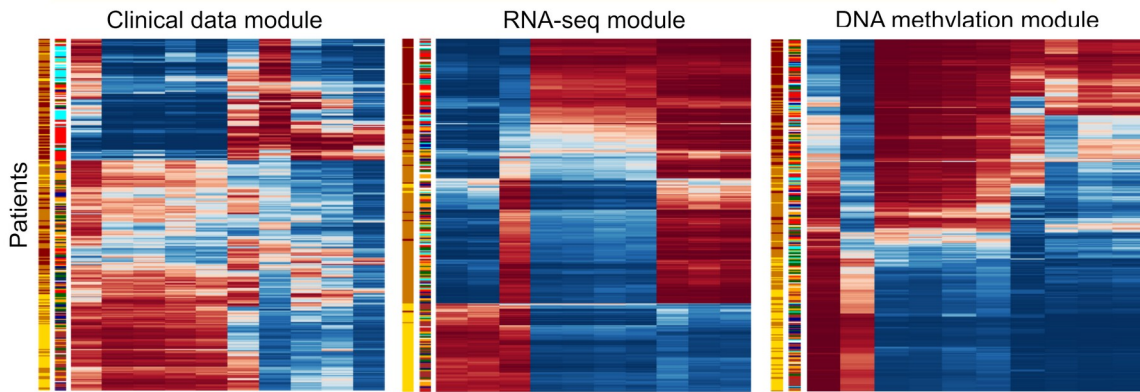 Clinical data module
RNA-seq module
DNA methylation module
Patients